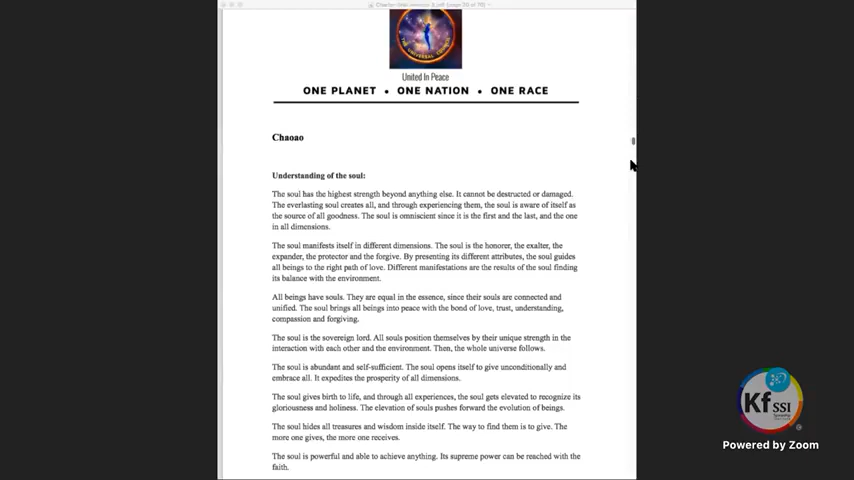 THE UNIVERSAL COUNCIL
United In Peace
ONE PLANET • ONE NATION • ONE RACE
Chaoao
Understanding of the soul:
The soul has the highest strength beyond anything else. It cannot be destructed or damaged.
The everlasting soul creates all, and through experiencing them, the soul is aware of itself as
the source of all goodness. The soul is omniscient since it is the first and the last, and the one
in all dimensions.
The soul manifests itself in different dimensions. The soul is the honorer, the exalter, the
expander, the protector and the forgive. By presenting its different attributes, the soul guides
all beings to the right path of love. Different manifestations are the results of the soul finding
its balance with the environment.
All beings have souls. They are equal in the essence, since their souls are connected and
unified. The soul brings all beings into peace with the bond of love, trust, understanding,
compassion and forgiving.
The soul is the sovereign lord. All souls position themselves by their unique strength in the
interaction with each other and the environment. Then, the whole universe follows.
The soul is abundant and self-sufficient. The soul opens itself to give unconditionally and
embrace all. It expedites the prosperity of all dimensions.
The soul gives birth to life, and through all experiences, the soul gets elevated to recognize its
gloriousness and holiness. The elevation of souls pushes forward the evolution of beings.
The soul hides all treasures and wisdom inside itself. The way to find them is to give. The
more one gives, the more one receives.
The soul is powerful and able to achieve anything. Its supreme power can be reached with the
faith.
Kf SSI
Powered by Zoom